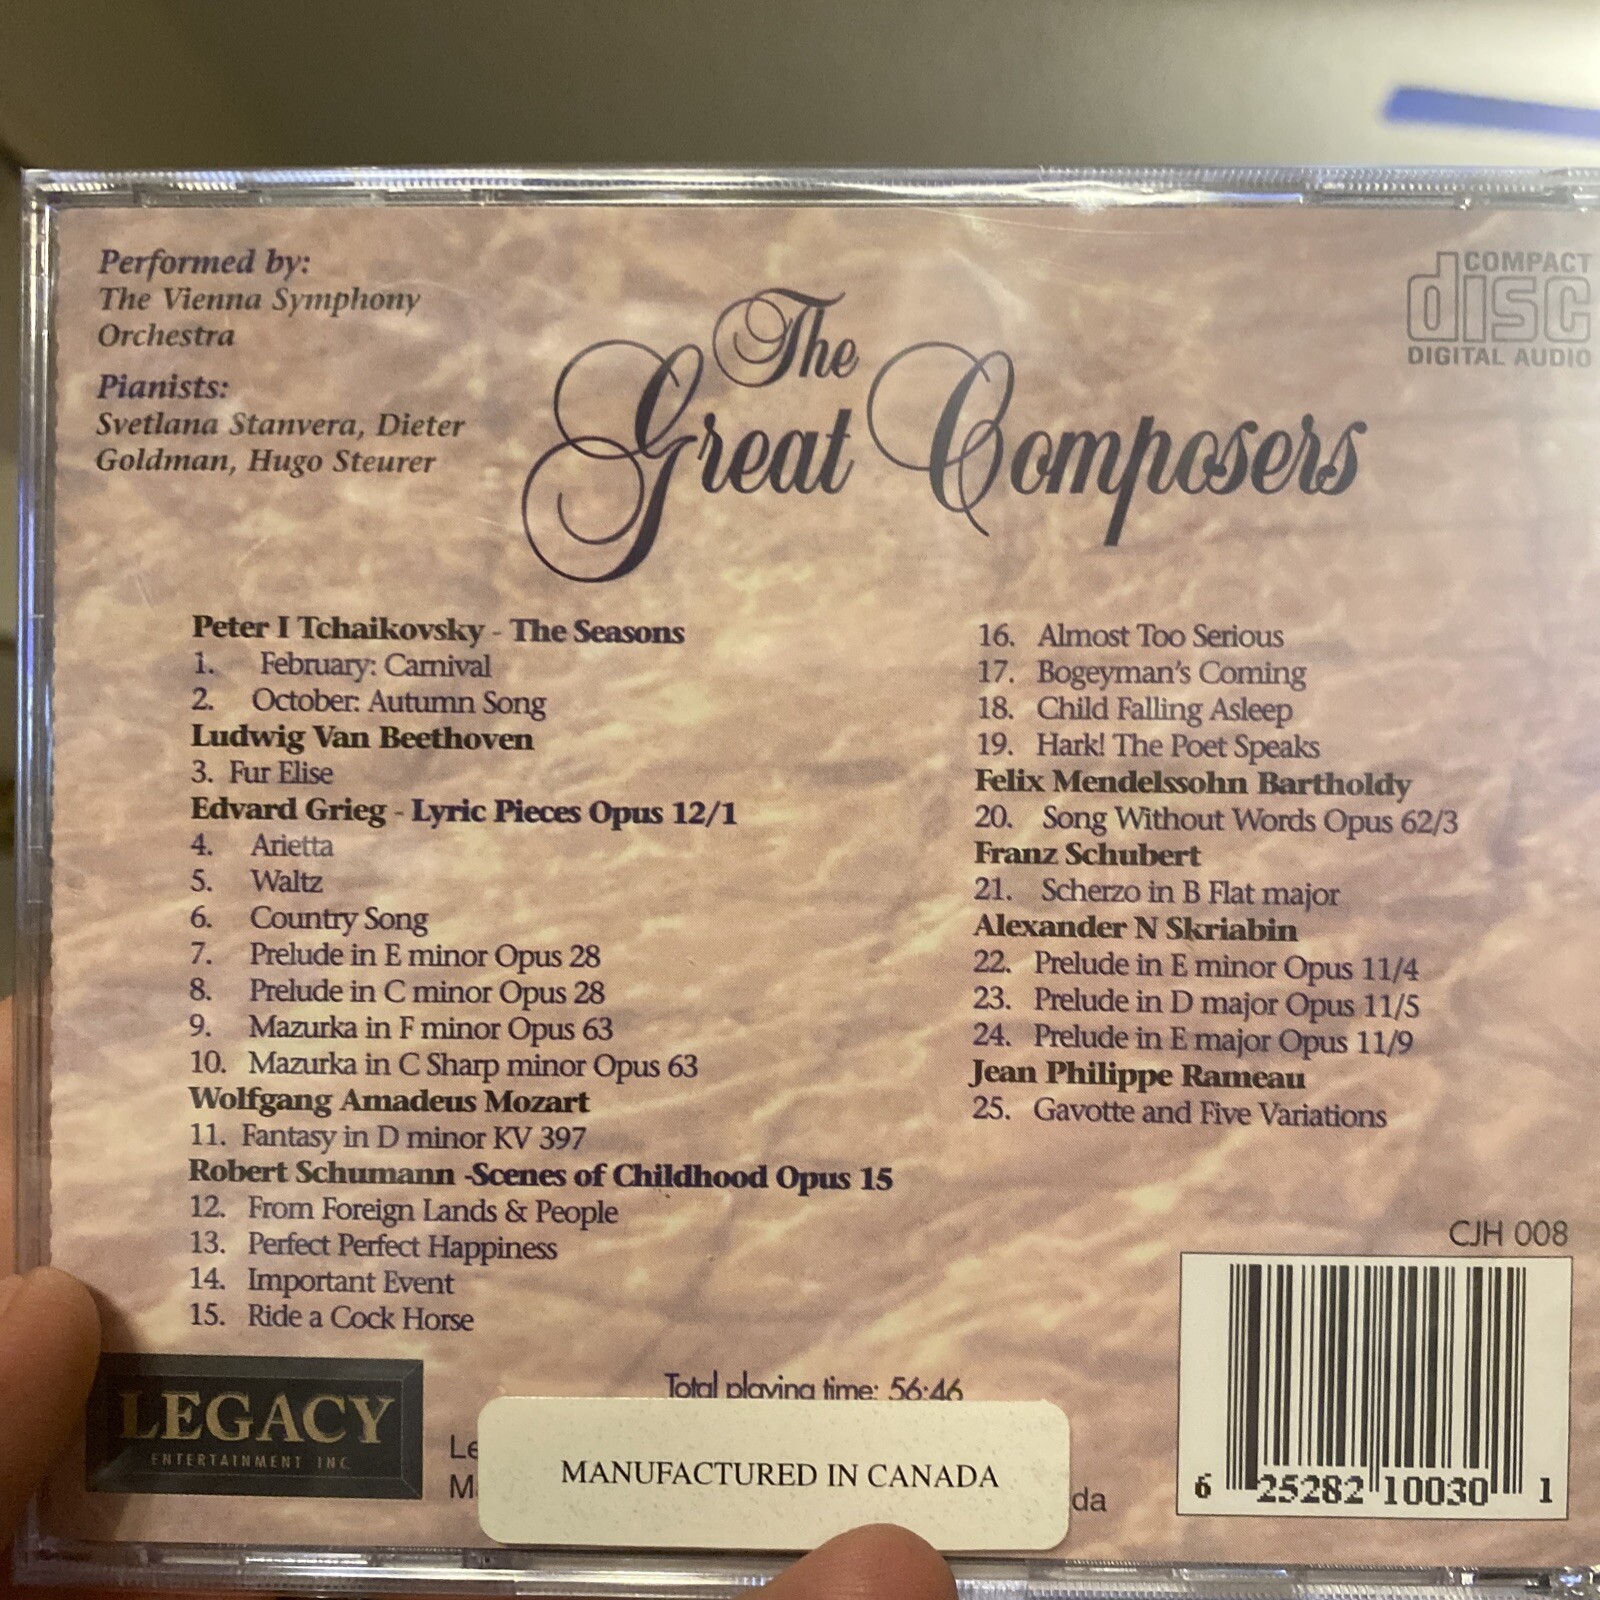 Performed by:
The Vienna Symphony
Orchestra
Pianists:
Svetlana Stanvera, Dieter
Goldman, Hugo Steurer
The
Great Composers
COMPACT
disc
DIGITAL AUDIO
Peter I Tchaikovsky - The Seasons
1. February: Carnival
2. October: Autumn Song
Ludwig Van Beethoven
3. Fur Elise
Edvard Grieg - Lyric Pieces Opus 12/1
4. Arietta
5. Waltz
6. Country Song
7. Prelude in E minor Opus 28
8. Prelude in C minor Opus 28
9. Mazurka in F minor Opus 63
10. Mazurka in C Sharp minor Opus 63
Wolfgang Amadeus Mozart
11. Fantasy in D minor KV 397
Robert Schumann -Scenes of Childhood Opus 15
12. From Foreign Lands & People
13. Perfect Perfect Happiness
14. Important Event
15. Ride a Cock Horse
16. Almost Too Serious
17. Bogeyman's Coming
18. Child Falling Asleep
19. Hark! The Poet Speaks
Felix Mendelssohn Bartholdy
20. Song Without Words Opus 62/3
Franz Schubert
21. Scherzo in B Flat major
Alexander N Skriabin
22. Prelude in E minor Opus 11/4
23. Prelude in D major Opus 11/5
24. Prelude in E major Opus 11/9
Jean Philippe Rameau
25. Gavotte and Five Variations
CJH 008
6 25282 10030 1
Total playing time: 56:46
LEGACY
ENTERTAINMENT INC
MANUFACTURED IN CANADA